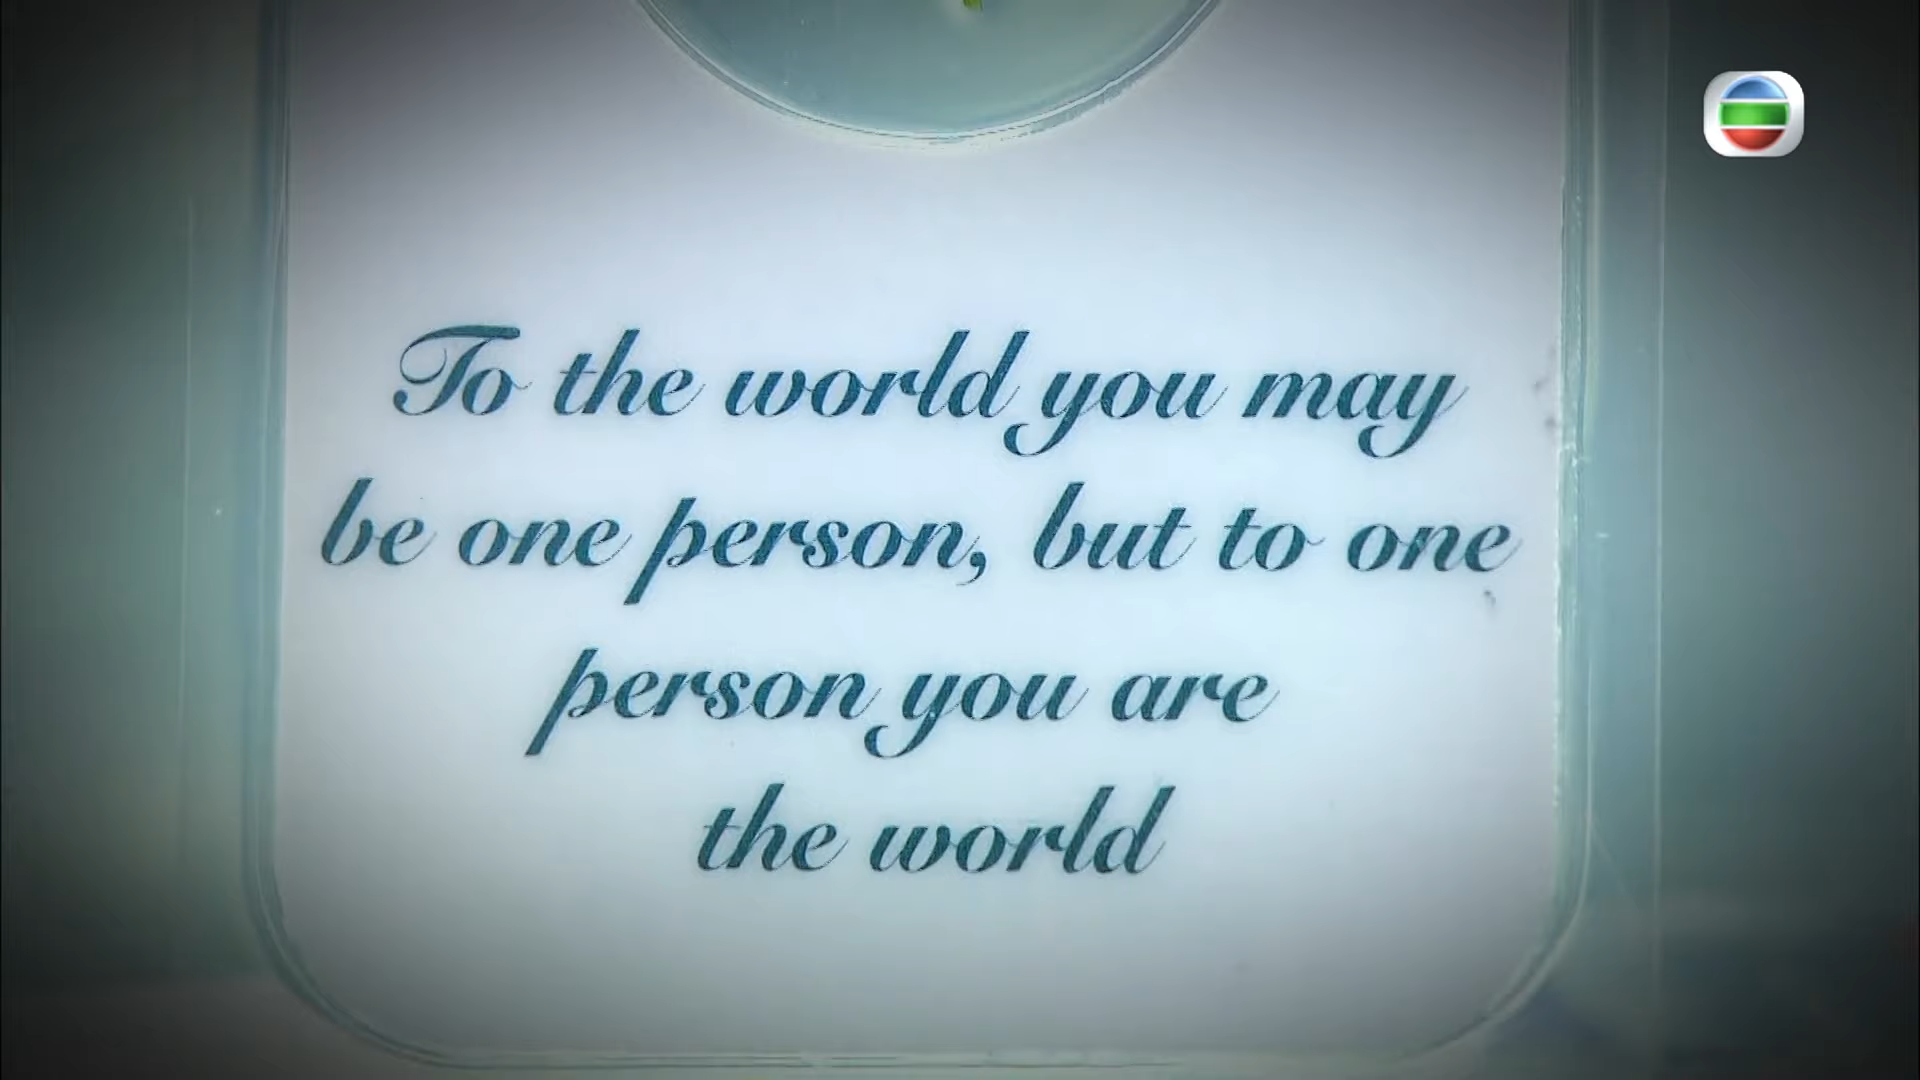 To the world you may
be one person, but to one
person you are
the world